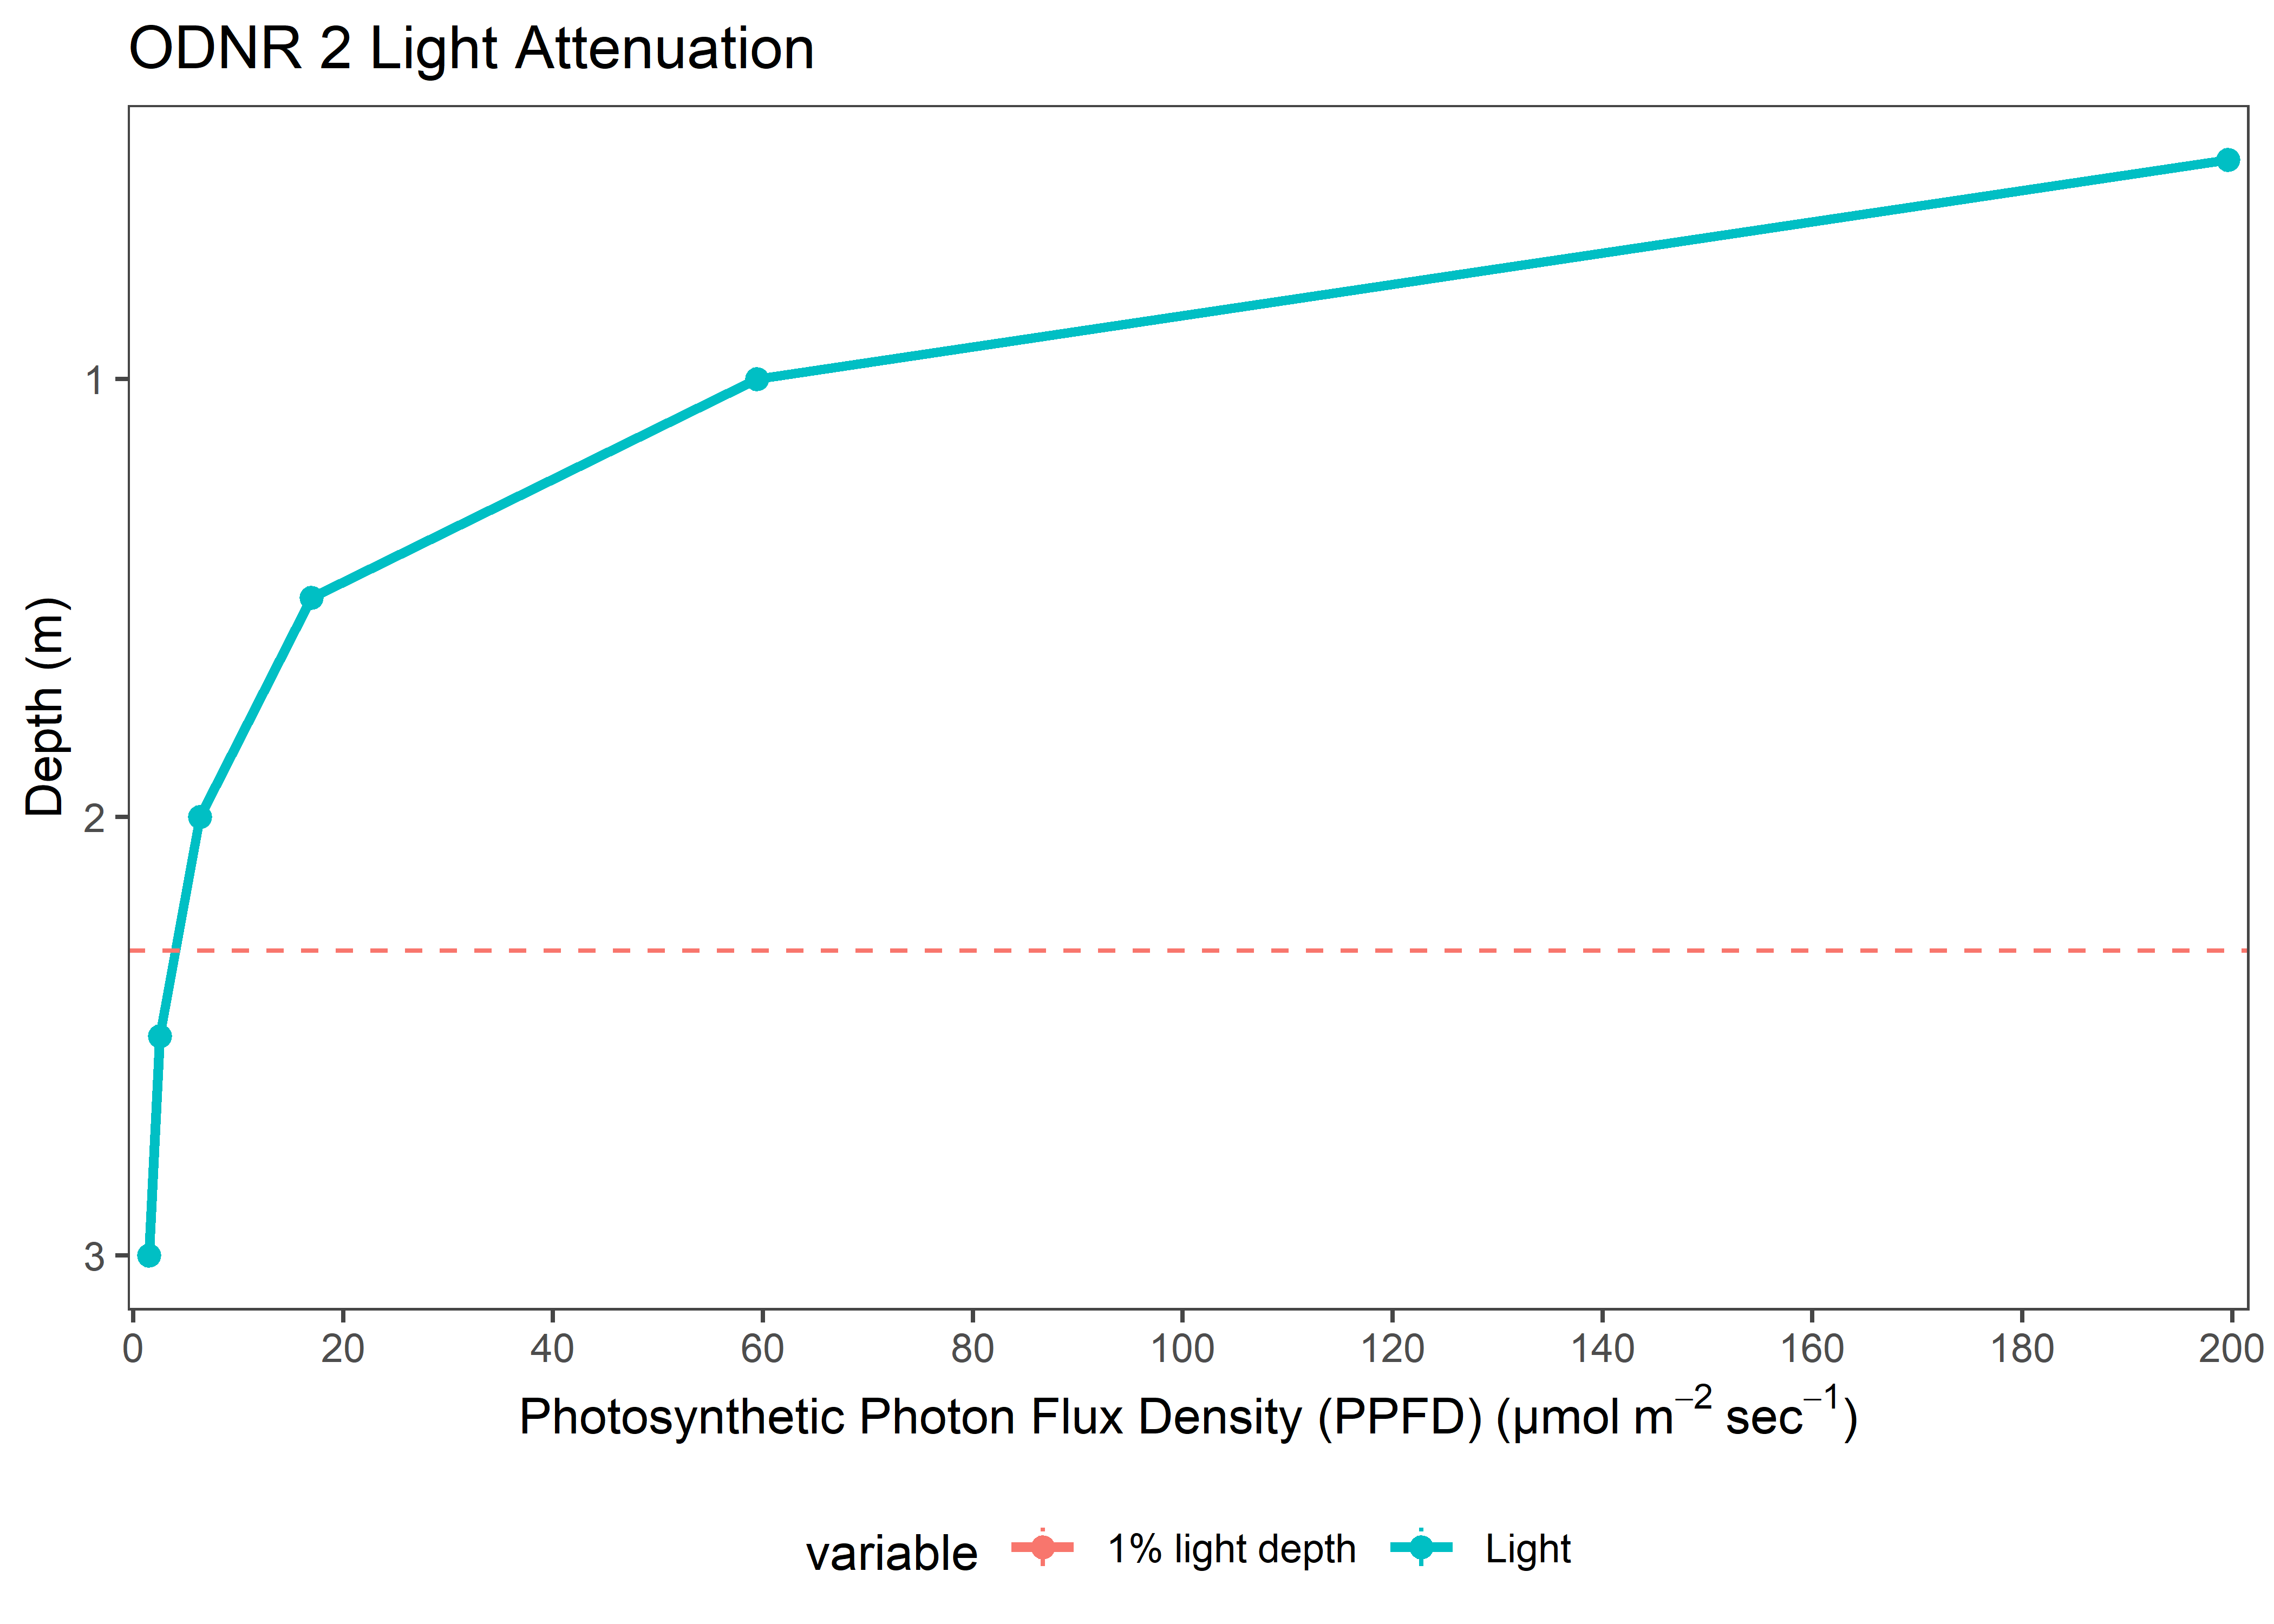 ODNR 2 Light Attenuation
Depth (m)
1
2
3
0 20 40 60 80 100 120 140 160 180 200
Photosynthetic Photon Flux Density (PPFD) (µmol m⁻² sec⁻¹)
variable 1% light depth Light